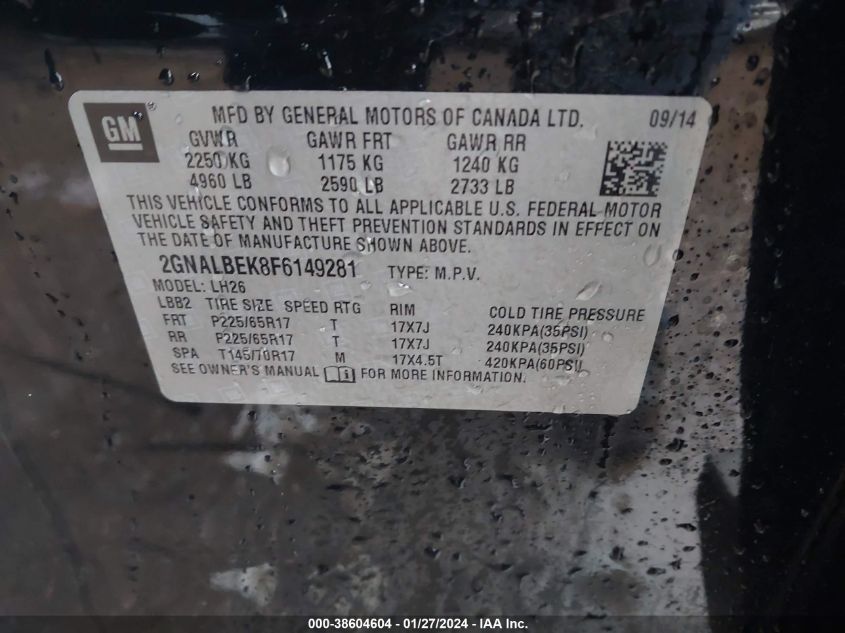 GM ®
MFD BY GENERAL MOTORS OF CANADA LTD. 09/14
GVWR GAWR FRT GAWR RR
2250 KG 1175 KG 1240 KG
4960 LB 2590 LB 2733 LB
THIS VEHICLE CONFORMS TO ALL APPLICABLE U.S. FEDERAL MOTOR
VEHICLE SAFETY AND THEFT PREVENTION STANDARDS IN EFFECT ON
THE DATE OF MANUFACTURE SHOWN ABOVE.
2GNALBEK8F6149281 TYPE: M.P.V.
MODEL: LH26
LBB2 TIRE SIZE SPEED RTG RIM COLD TIRE PRESSURE
FRT P225/65R17 T 17X7J 240KPA(35PSI)
RR P225/65R17 T 17X7J 240KPA(35PSI)
SPA T145/70R17 M 17X4.5T 420KPA(60PSI)
SEE OWNER'S MANUAL i FOR MORE INFORMATION.
000-38604604 / 01/27/2024 - IAA Inc.